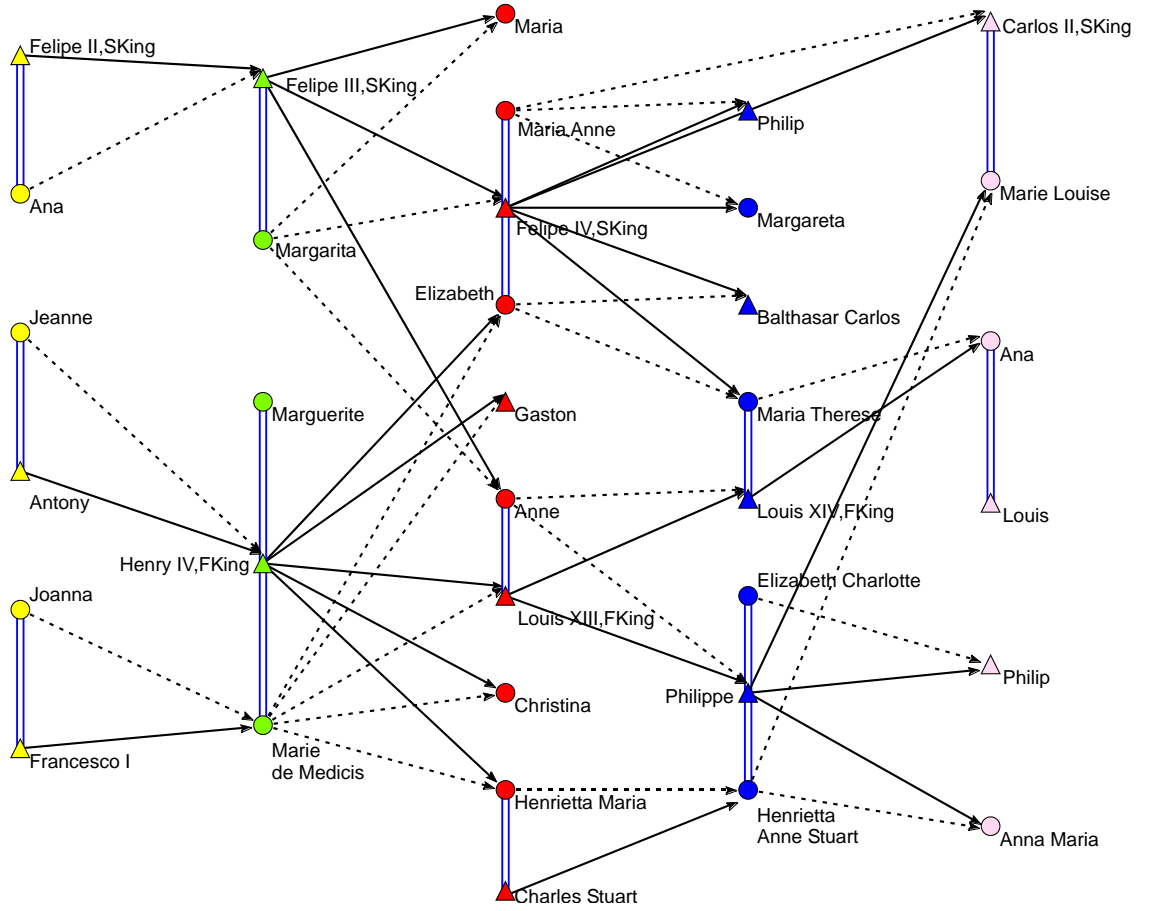 Felipe II,SKing
Ana
Jeanne
Antony
Joanna
Francesco I
Felipe III,SKing
Margarita
Marguerite
Henry IV,FKing
Marie
de Medicis
Maria
Maria Anne
Felipe IV,SKing
Elizabeth
Gaston
Anne
Louis XIII,FKing
Christina
Henrietta Maria
Charles Stuart
Philip
Margareta
Balthasar Carlos
Maria Therese
Louis XIV,FKing
Elizabeth Charlotte
Philippe
Henrietta
Anne Stuart
Carlos II,SKing
Marie Louise
Ana
Louis
Philip
Anna Maria